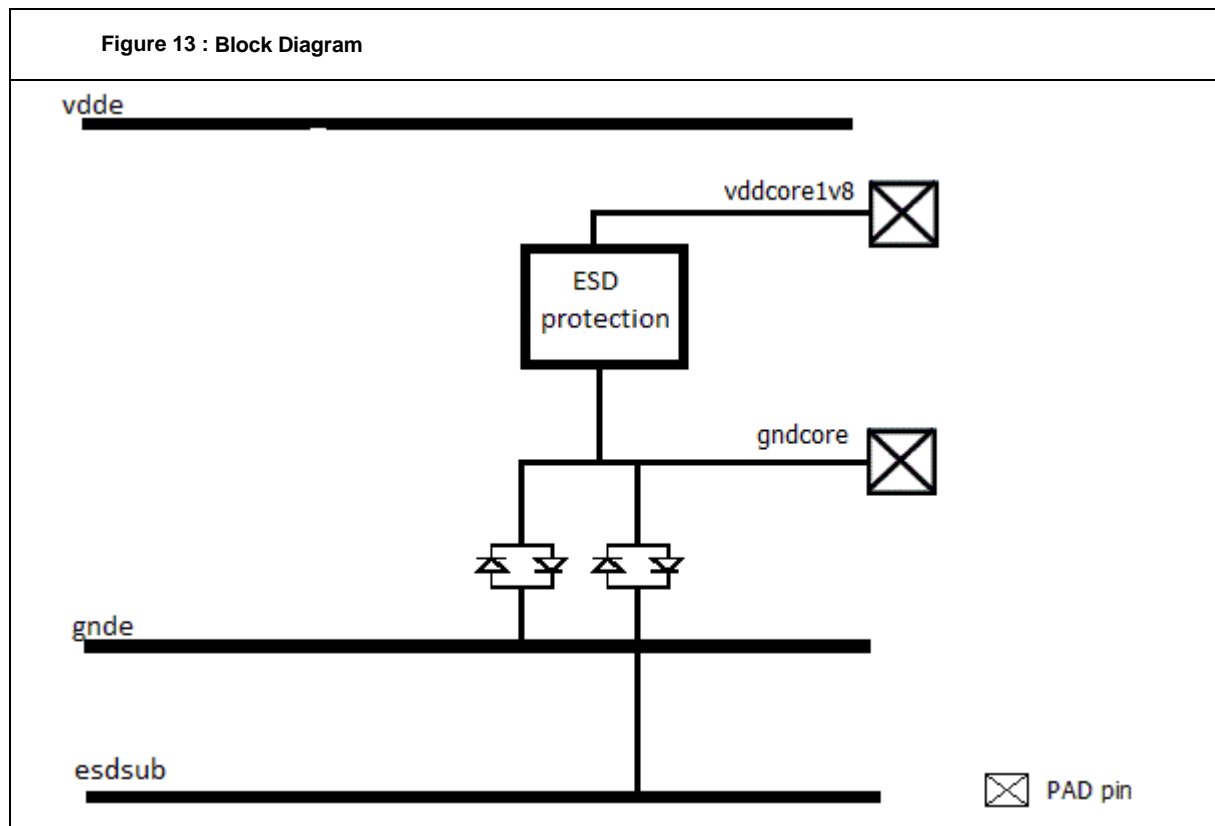 Figure 13 : Block Diagram
vdde
vddcore1v8
ESD
protection
gndcore
gnde
esdsub
PAD pin